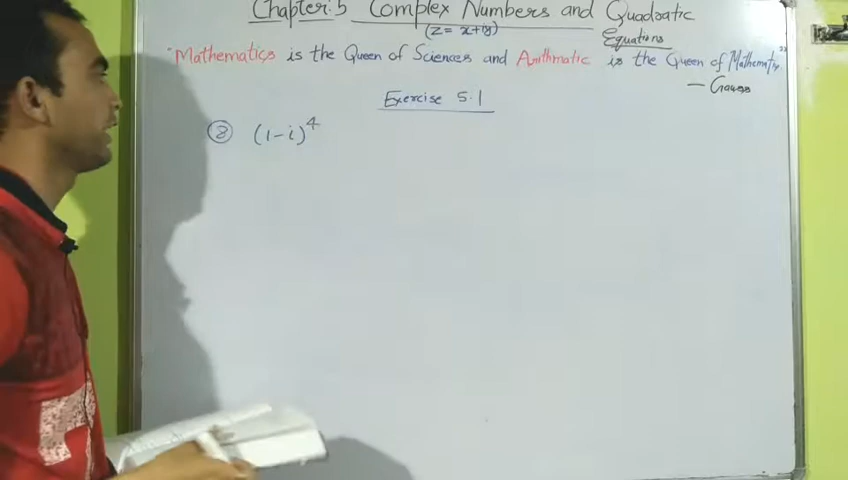 Chapter:5 Complex Numbers and Quadratic
(z = x+iy) Equations
"Mathematics is the Queen of Sciences and Arithmatic is the Queen of Mathematics"
— Gauss
Exercise 5.1
⑧ (1-i)⁴